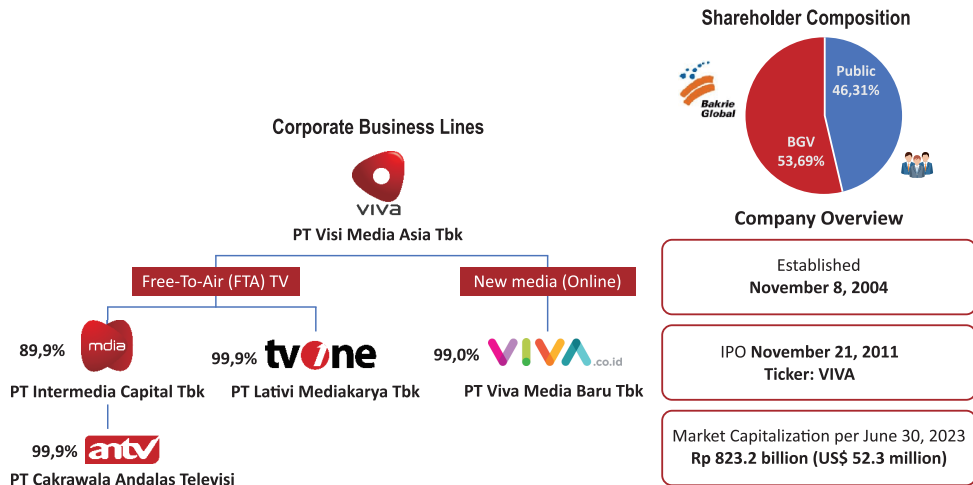 Shareholder Composition
Public
46,31%
Bakrie
Global
BGV
53,69%
Corporate Business Lines
VIVA
PT Visi Media Asia Tbk
Free-To-Air (FTA) TV
New media (Online)
89,9%
mdia
PT Intermedia Capital Tbk
99,9%
tvOne
PT Lativi Mediakarya Tbk
99,0%
VIVA.co.id
PT Viva Media Baru Tbk
99,9%
antv
PT Cakrawala Andalas Televisi
Company Overview
Established
November 8, 2004
IPO November 21, 2011
Ticker: VIVA
Market Capitalization per June 30, 2023
Rp 823.2 billion (US$ 52.3 million)